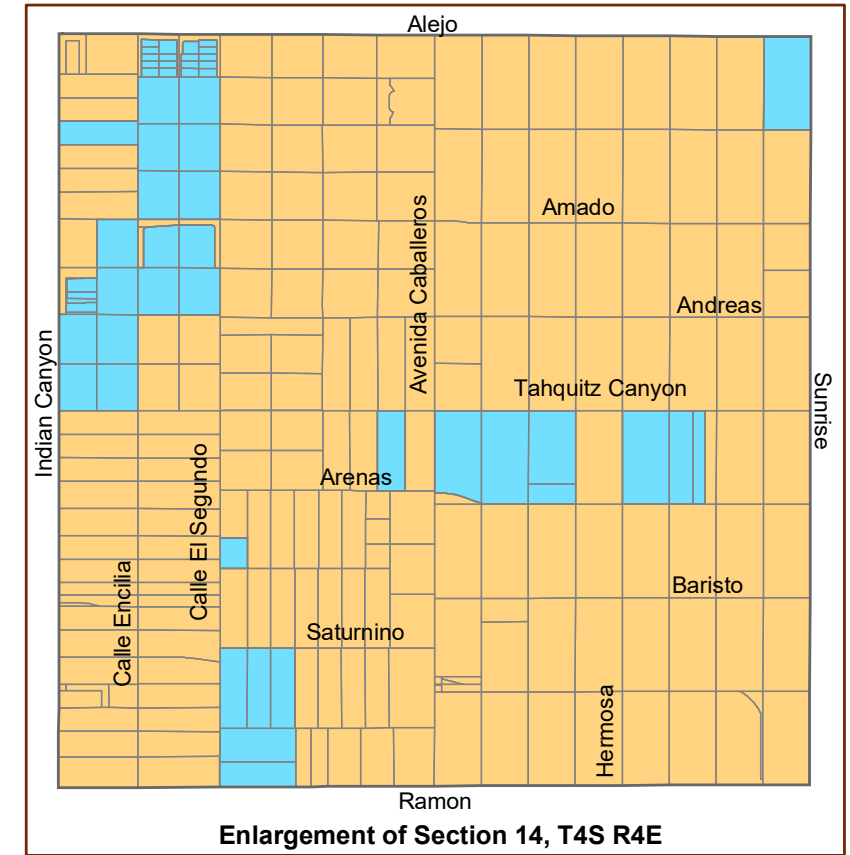 Alejo
Amado
Avenida Caballeros
Andreas
Indian Canyon
Tahquitz Canyon
Sunrise
Arenas
Calle El Segundo
Calle Encilia
Baristo
Saturnino
Hermosa
Ramon
Enlargement of Section 14, T4S R4E